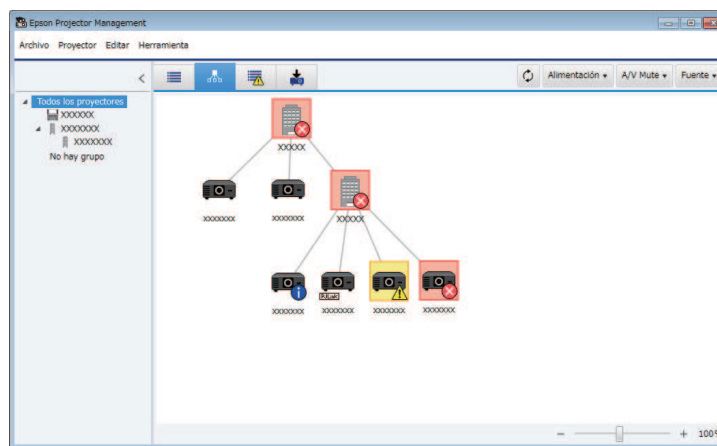 Epson Projector Management
Archivo Proyector Editar Herramienta
Alimentación A/V Mute Fuente
Todos los proyectores
XXXXXX
XXXXXXX
XXXXXXX
No hay grupo
XXXXX
XXXXXXX XXXXXXX XXXXX
PJLink
XXXXXXX XXXXXXX XXXXXXX XXXXXXX
100%